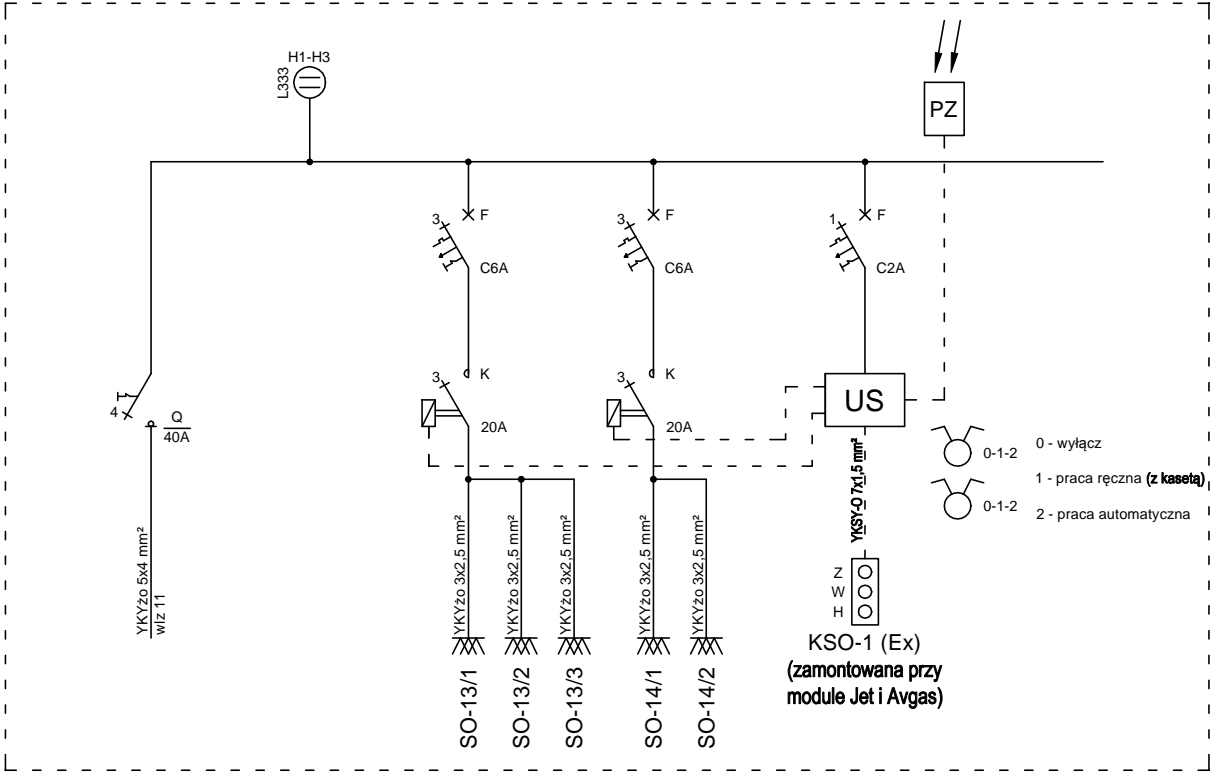 H1-H3
L333
PZ
3
F
C6A
3
F
C6A
1
F
C2A
3
K
20A
3
K
20A
US
4
Q
40A
0-1-2
0 - wyłącz
1 - praca ręczna (z kasetą)
0-1-2
2 - praca automatyczna
YKYżo 5x4 mm²
wlz 11
YKYżo 3x2,5 mm²
YKYżo 3x2,5 mm²
YKYżo 3x2,5 mm²
YKYżo 3x2,5 mm²
YKYżo 3x2,5 mm²
YKSY-O 7x1,5 mm²
Z
W
H
SO-13/1
SO-13/2
SO-13/3
SO-14/1
SO-14/2
KSO-1 (Ex)
(zamontowana przy
module Jet i Avgas)